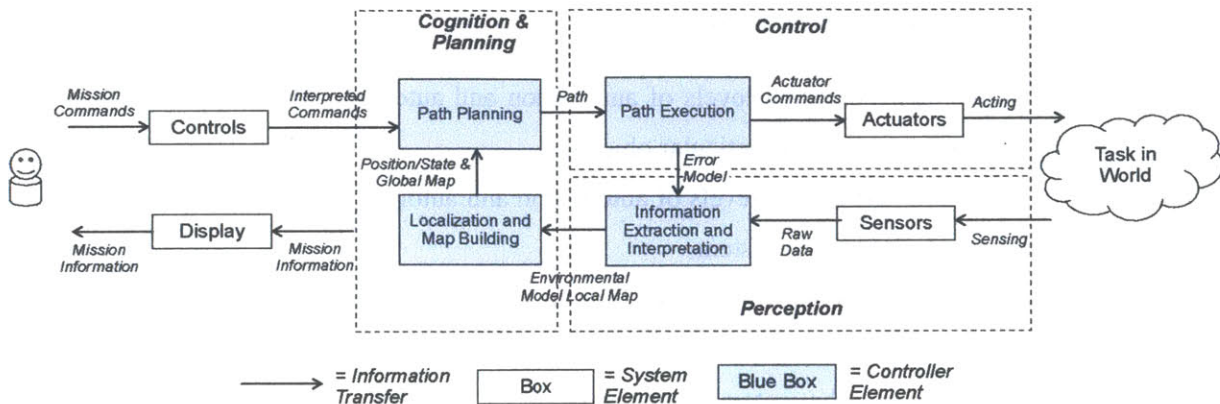 Cognition &
Planning
Control
Mission
Commands
Controls
Interpreted
Commands
Path Planning
Path
Path Execution
Actuator
Commands
Actuators
Acting
Position/State &
Global Map
Error
Model
Task in
World
Mission
Information
Display
Mission
Information
Localization and
Map Building
Environmental
Model Local Map
Information
Extraction and
Interpretation
Raw
Data
Sensors
Sensing
Perception
= Information
Transfer
Box
= System
Element
Blue Box
= Controller
Element